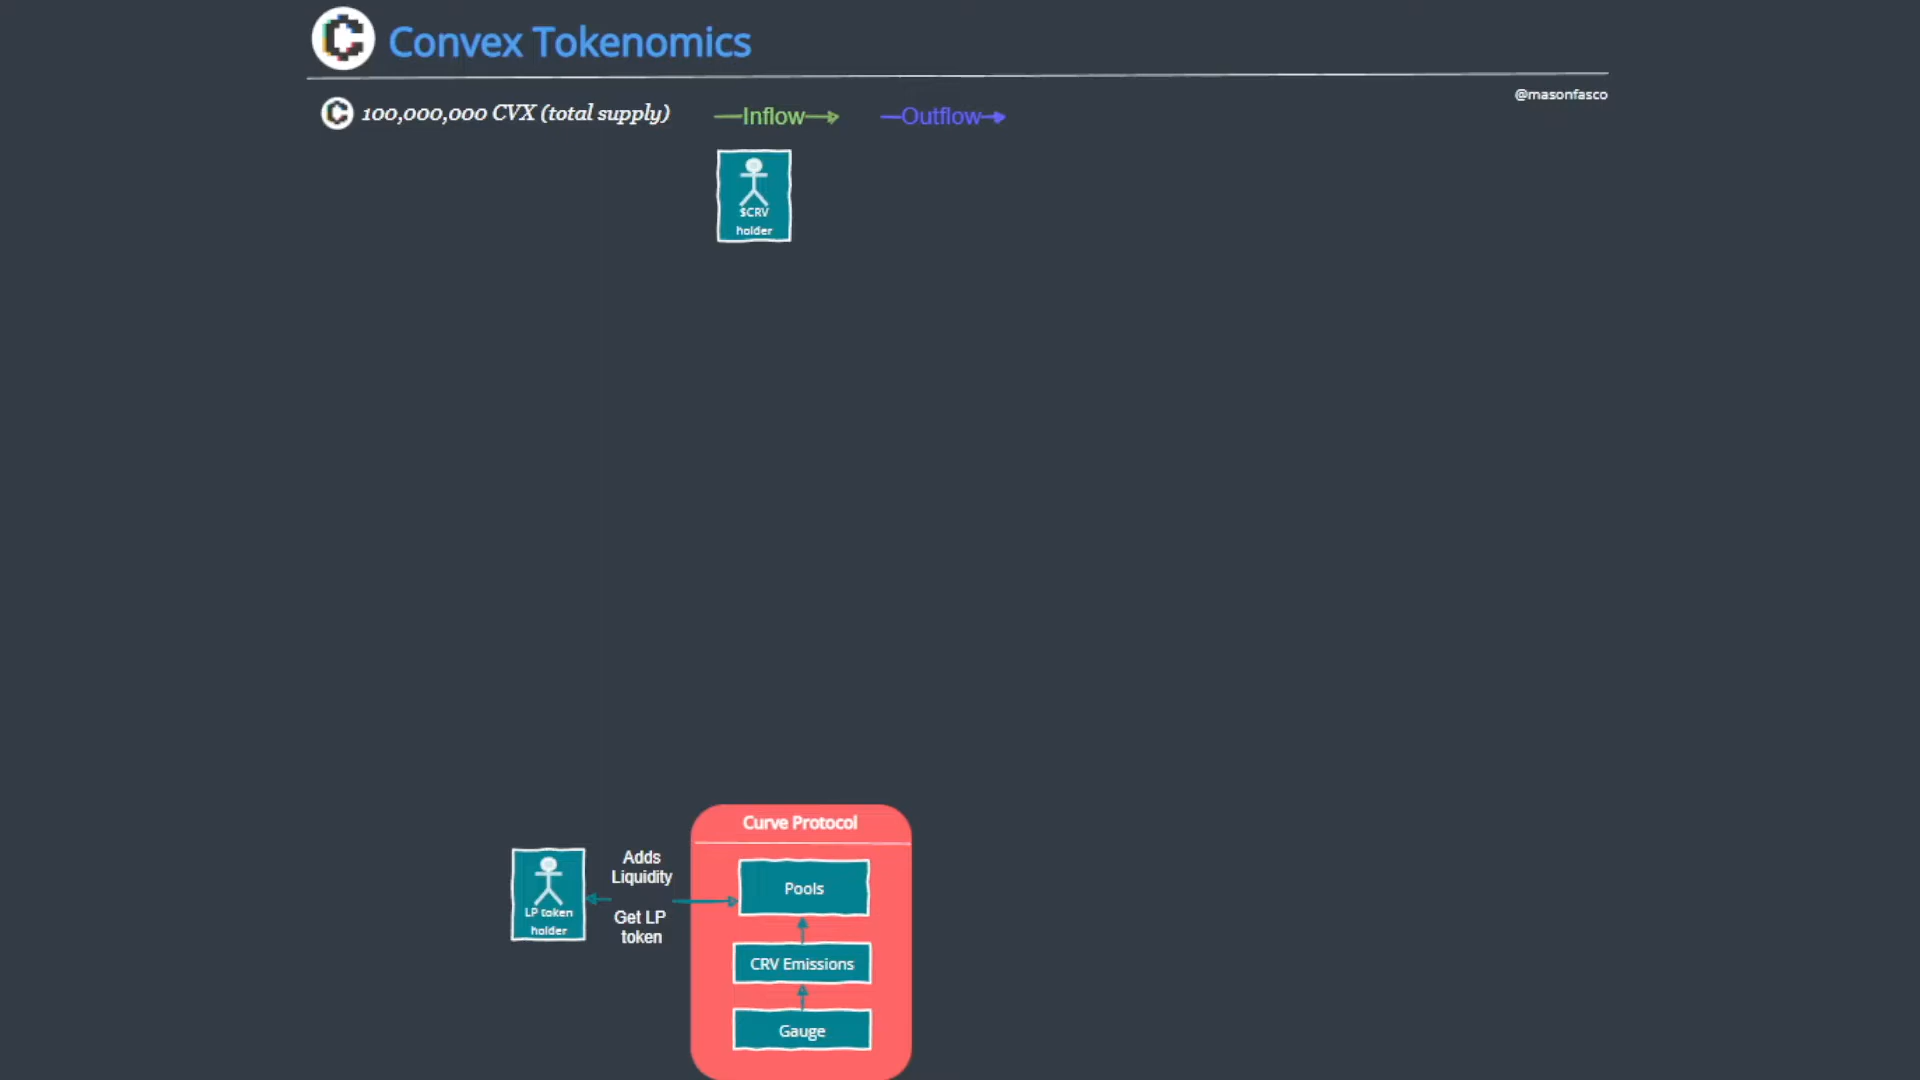 Convex Tokenomics
@masonfasco
100,000,000 CVX (total supply)
Inflow
Outflow
$CRV
holder
Curve Protocol
Adds
Liquidity
Get LP
token
LP token
holder
Pools
CRV Emissions
Gauge